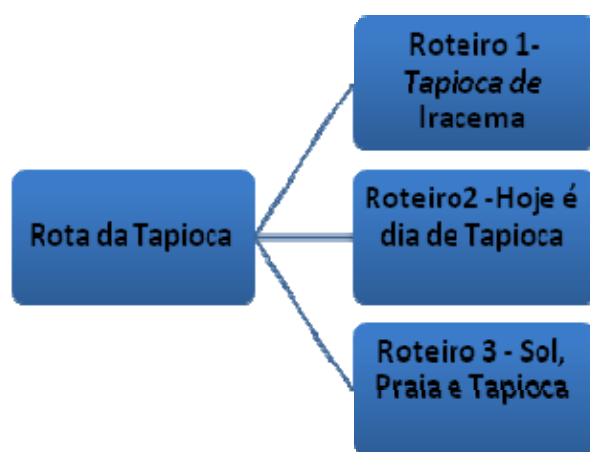 Rota da Tapioca
Roteiro 1-
Tapioca de
Iracema
Roteiro2 -Hoje é
dia de Tapioca
Roteiro 3 - Sol,
Praia e Tapioca